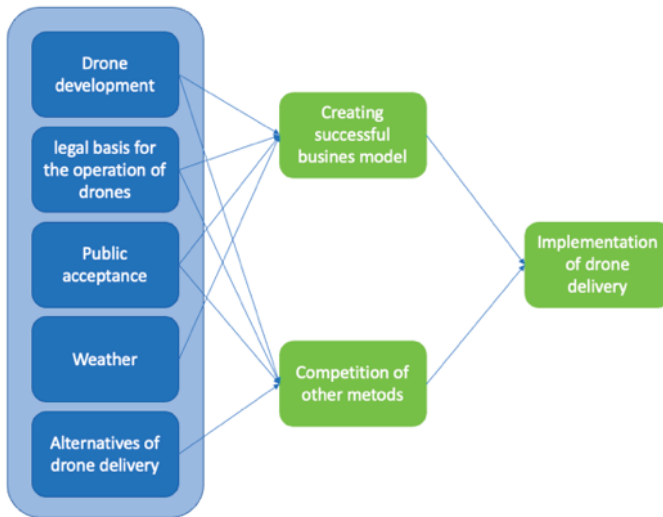 Drone
development
legal basis for
the operation of
drones
Public
acceptance
Weather
Alternatives of
drone delivery
Creating
successful
busines model
Competition of
other metods
Implementation
of drone
delivery